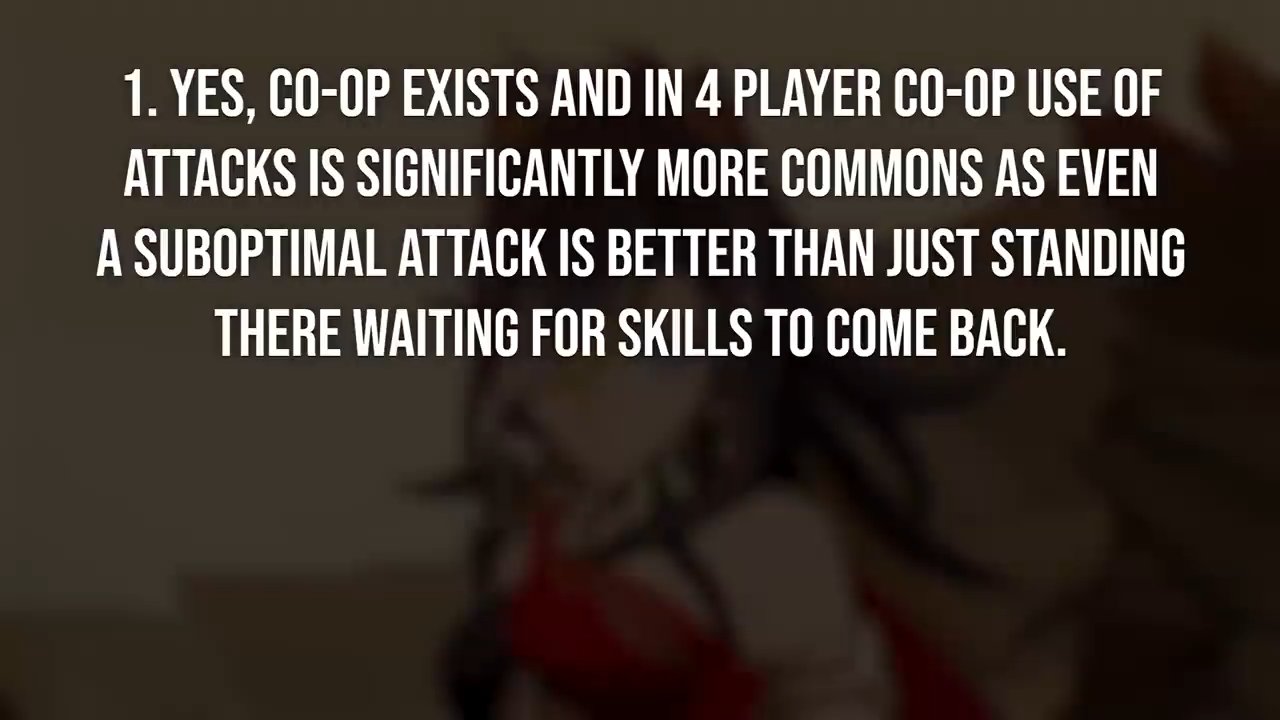 1. YES, CO-OP EXISTS AND IN 4 PLAYER CO-OP USE OF
ATTACKS IS SIGNIFICANTLY MORE COMMONS AS EVEN
A SUBOPTIMAL ATTACK IS BETTER THAN JUST STANDING
THERE WAITING FOR SKILLS TO COME BACK.